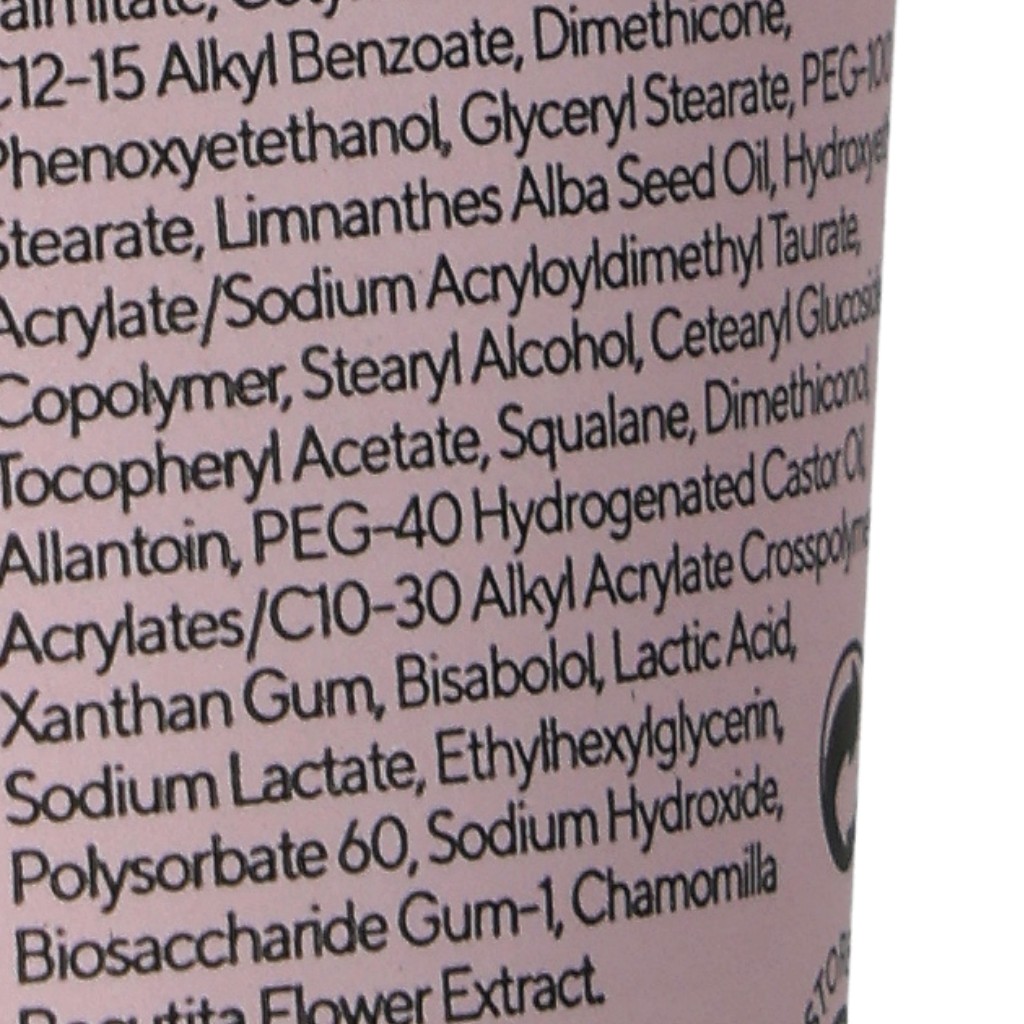 C12-15 Alkyl Benzoate, Dimethicone,
Phenoxyetethanol, Glyceryl Stearate, PEG-100
Stearate, Limnanthes Alba Seed Oil,
Acrylate/Sodium Acryloyldimethyl Taurate,
Copolymer, Stearyl Alcohol, Cetearyl
Tocopheryl Acetate, Squalane, Dimethiconol,
Allantoin, PEG-40 Hydrogenated Castor Oil,
Acrylates/C10-30 Alkyl Acrylate
Xanthan Gum, Bisabolol, Lactic Acid,
Sodium Lactate, Ethylhexylglycerin,
Polysorbate 60, Sodium Hydroxide,
Biosaccharide Gum-1, Chamomilla
Flower Extract.